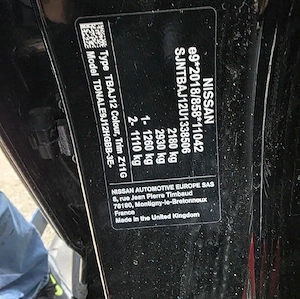 NISSAN
e9*2018/858*11042
SJNTBAJ12U1338506
2180 kg
2930 kg
1- 1260 kg
2- 1110 kg
Type TBAJ12 Colour, Trim Z11G
Model TDNALE9J12HGBB-3E-
NISSAN AUTOMOTIVE EUROPE SAS
8, rue Jean Pierre Timbaud
78180, Montigny-le-Bretonneux
France
Made in the United Kingdom